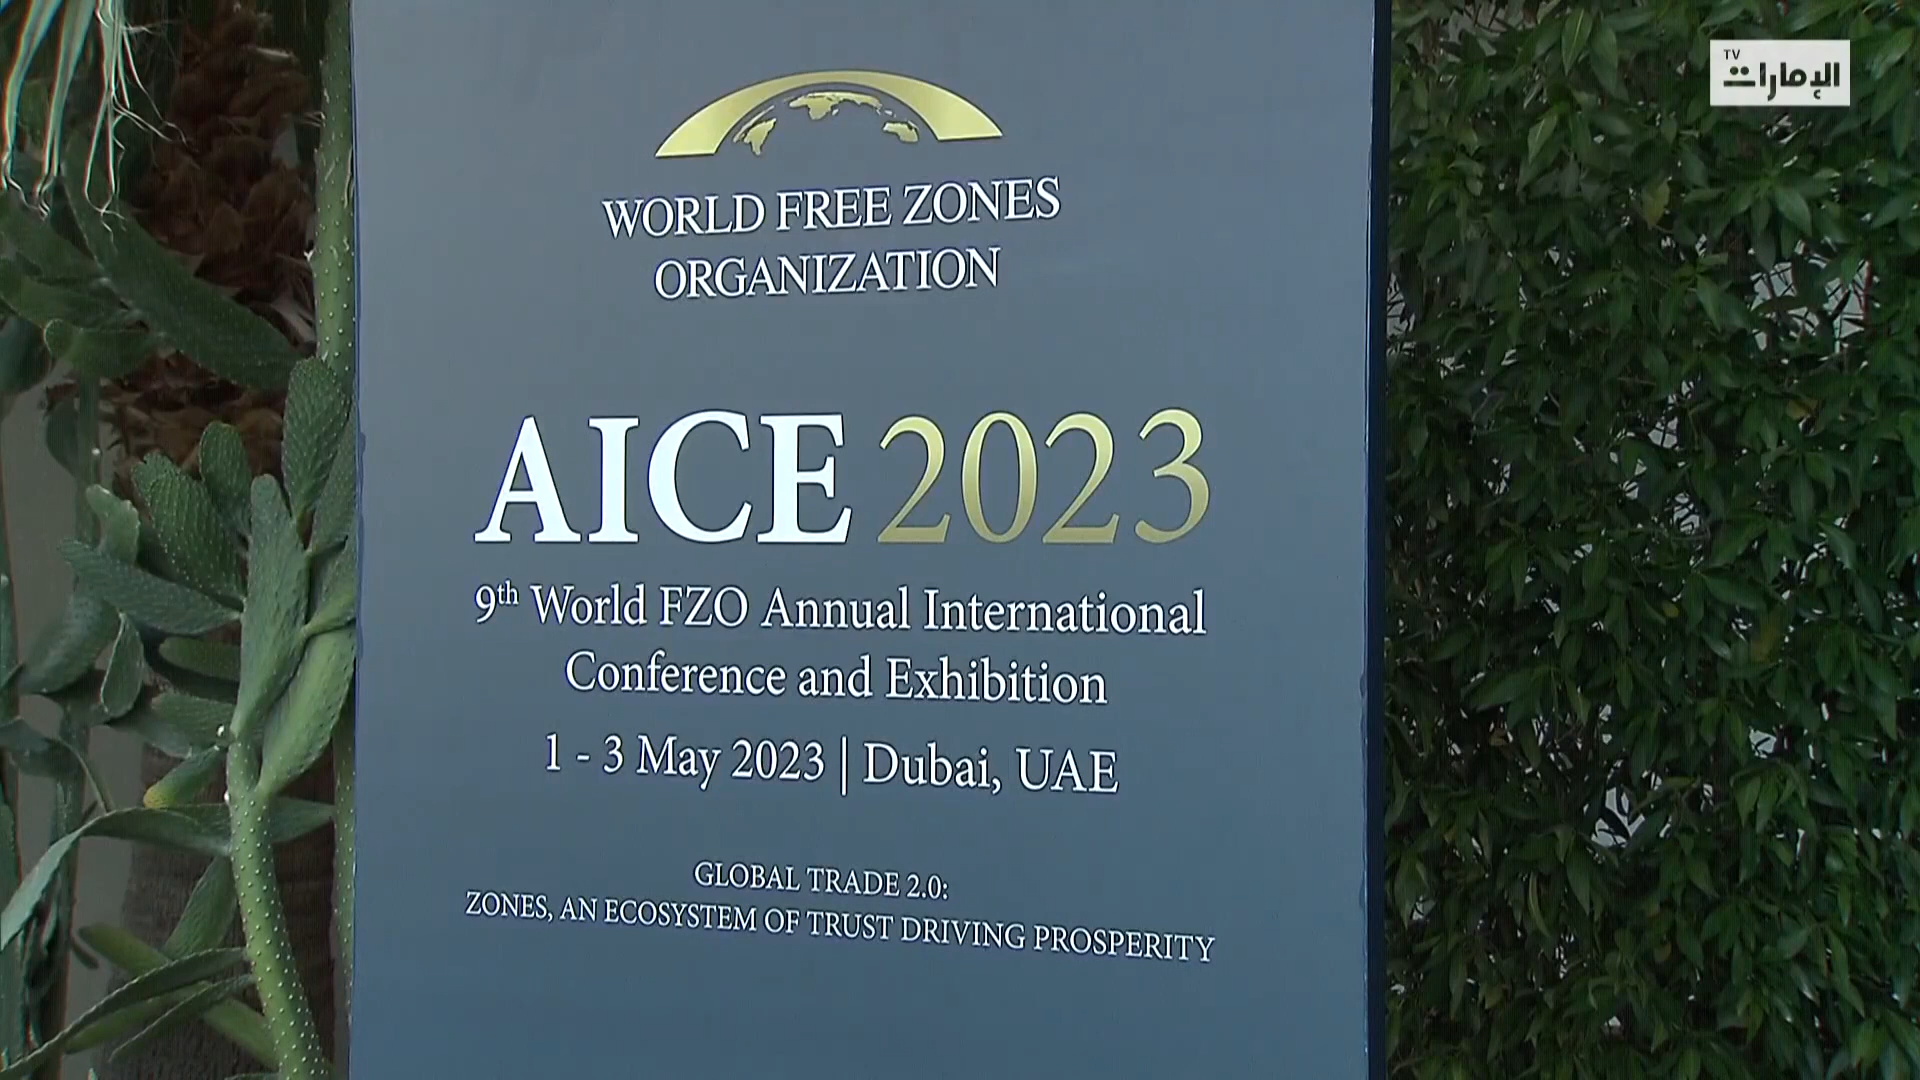 TV
الإمارات
WORLD FREE ZONES
ORGANIZATION
AICE 2023
9th World FZO Annual International
Conference and Exhibition
1 - 3 May 2023 | Dubai, UAE
GLOBAL TRADE 2.0:
ZONES, AN ECOSYSTEM OF TRUST DRIVING PROSPERITY